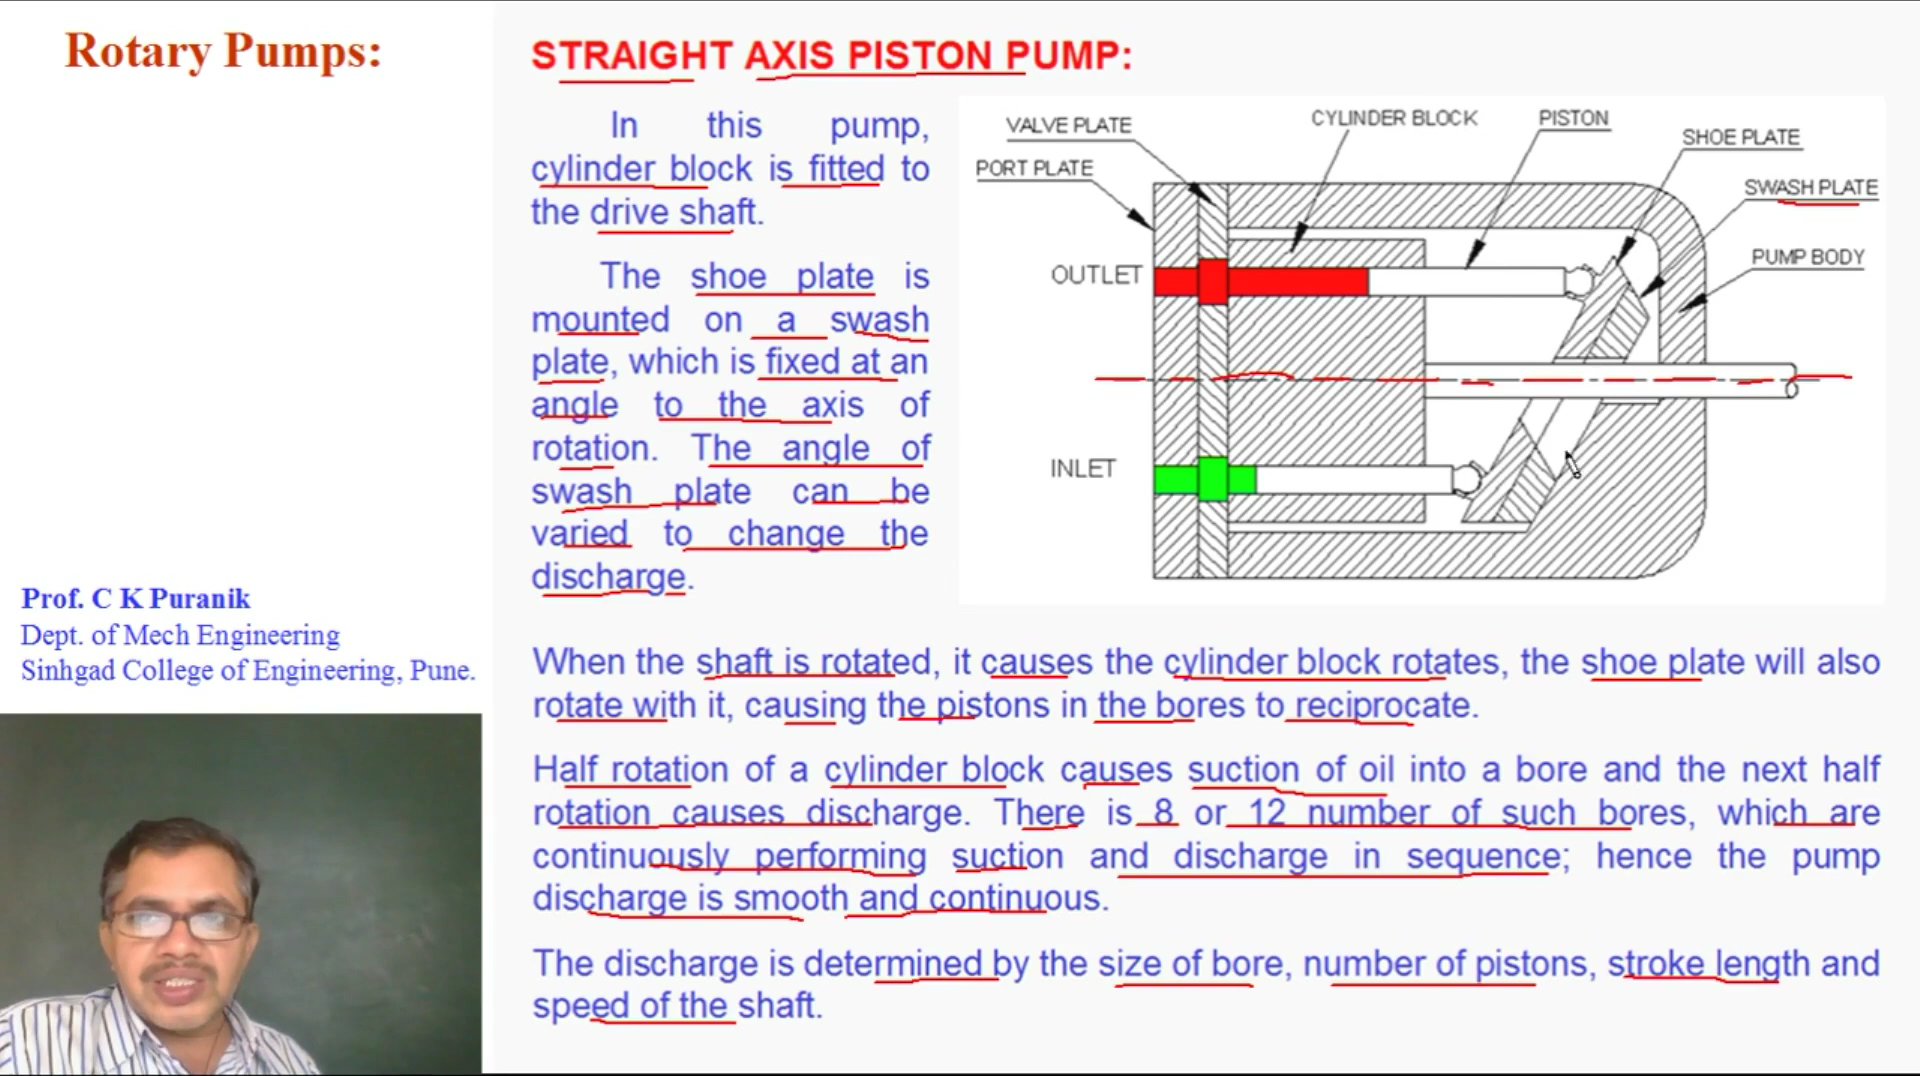 Rotary Pumps:
STRAIGHT AXIS PISTON PUMP:
In this pump,
cylinder block is fitted to
the drive shaft.
The shoe plate is
mounted on a swash
plate, which is fixed at an
angle to the axis of
rotation. The angle of
swash plate can be
varied to change the
discharge.
VALVE PLATE
CYLINDER BLOCK
PISTON
SHOE PLATE
PORT PLATE
SWASH PLATE
PUMP BODY
OUTLET
INLET
When the shaft is rotated, it causes the cylinder block rotates, the shoe plate will also
rotate with it, causing the pistons in the bores to reciprocate.
Half rotation of a cylinder block causes suction of oil into a bore and the next half
rotation causes discharge. There is 8 or 12 number of such bores, which are
continuously performing suction and discharge in sequence; hence the pump
discharge is smooth and continuous.
The discharge is determined by the size of bore, number of pistons, stroke length and
speed of the shaft.
Prof. C K Puranik
Dept. of Mech Engineering
Sinhgad College of Engineering, Pune.